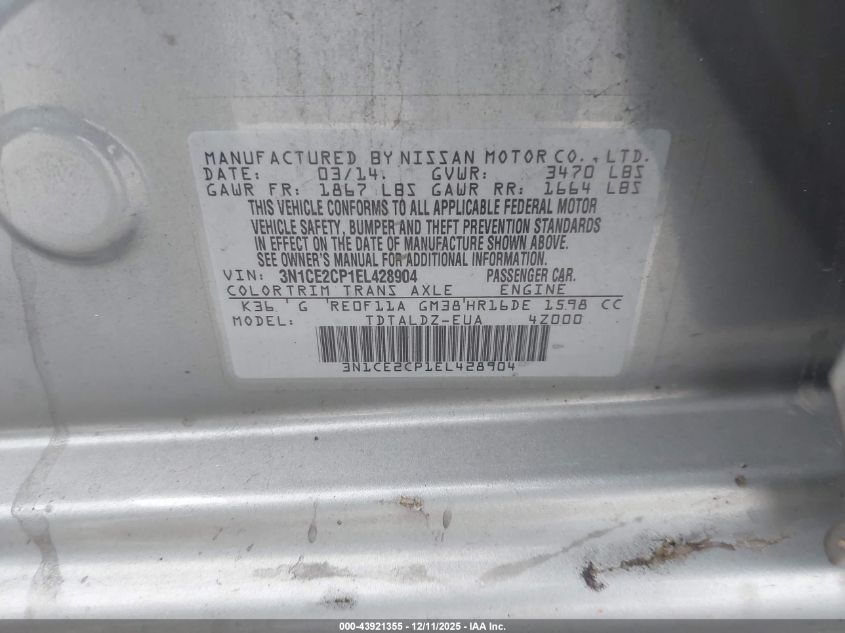 MANUFACTURED BY NISSAN MOTOR CO., LTD.
DATE: 03/14. GVWR: 3470 LBS
GAWR FR: 1867 LBS GAWR RR: 1664 LBS
THIS VEHICLE CONFORMS TO ALL APPLICABLE FEDERAL MOTOR
VEHICLE SAFETY, BUMPER AND THEFT PREVENTION STANDARDS
IN EFFECT ON THE DATE OF MANUFACTURE SHOWN ABOVE.
SEE OWNER'S MANUAL FOR ADDITIONAL INFORMATION.
VIN: 3N1CE2CP1EL428904 PASSENGER CAR.
COLOR TRIM TRANS AXLE ENGINE
K36 ' G 'RE0F11A GM38'HR16DE 1598 CC
MODEL: TDTALDZ-EUA 4Z000
3N1CE2CP1EL428904
000-43921355 - 12/11/2025 - IAA Inc.